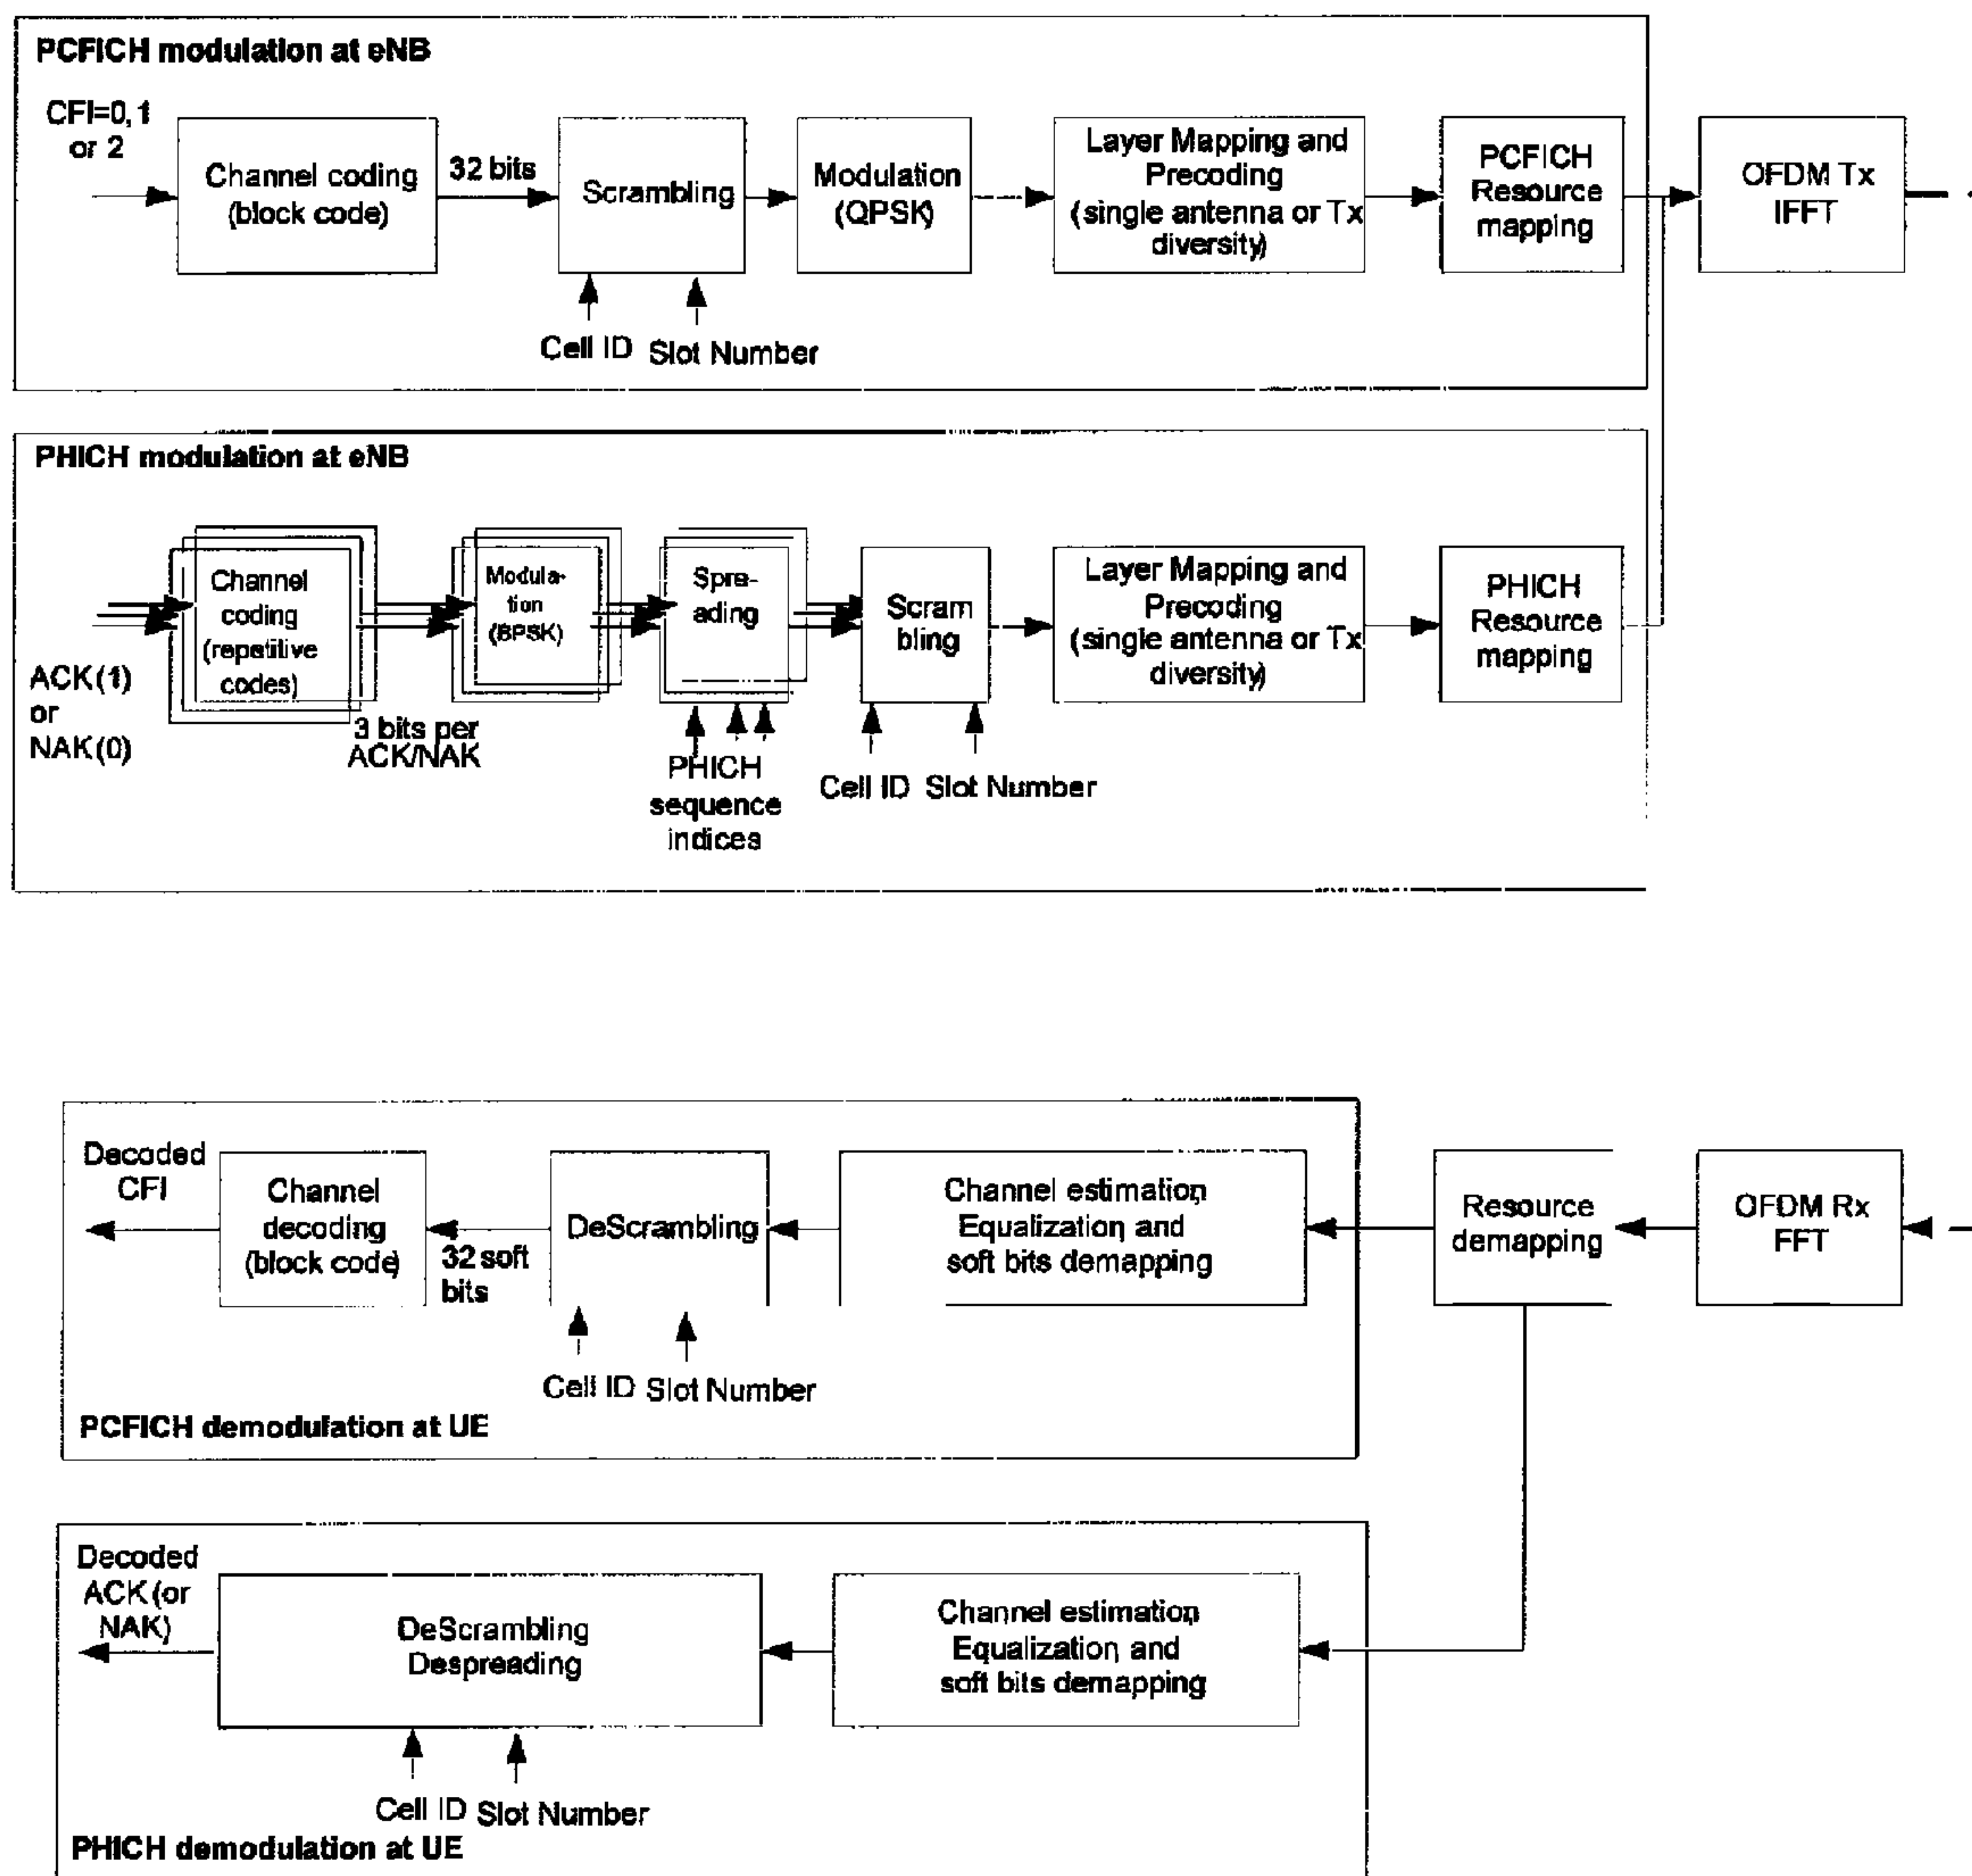 PCFICH modulation at eNB
CFI=0, 1
or 2
Channel coding
(block code)
32 bits
Scrambling
Modulation
(QPSK)
Layer Mapping and
Precoding
(single antenna or Tx
diversity)
PCFICH
Resource
mapping
OFDM Tx
IFFT
Cell ID
Slot Number
PHICH modulation at eNB
ACK(1)
or
NAK(0)
Channel
coding
(repetitive
codes)
3 bits per
ACK/NAK
Modula-
tion
(BPSK)
Spre-
ading
PHICH
sequence
indices
Scram
bling
Cell ID
Slot Number
Layer Mapping and
Precoding
(single antenna or Tx
diversity)
PHICH
Resource
mapping
Decoded
CFI
Channel
decoding
(block code)
32 soft
bits
DeScrambling
Channel estimation,
Equalization, and
soft bits demapping
Resource
demapping
OFDM Rx
FFT
Cell ID
Slot Number
PCFICH demodulation at UE
Decoded
ACK (or
NAK)
DeScrambling
Despreading
Channel estimation,
Equalization, and
soft bits demapping
Cell ID
Slot Number
PHICH demodulation at UE